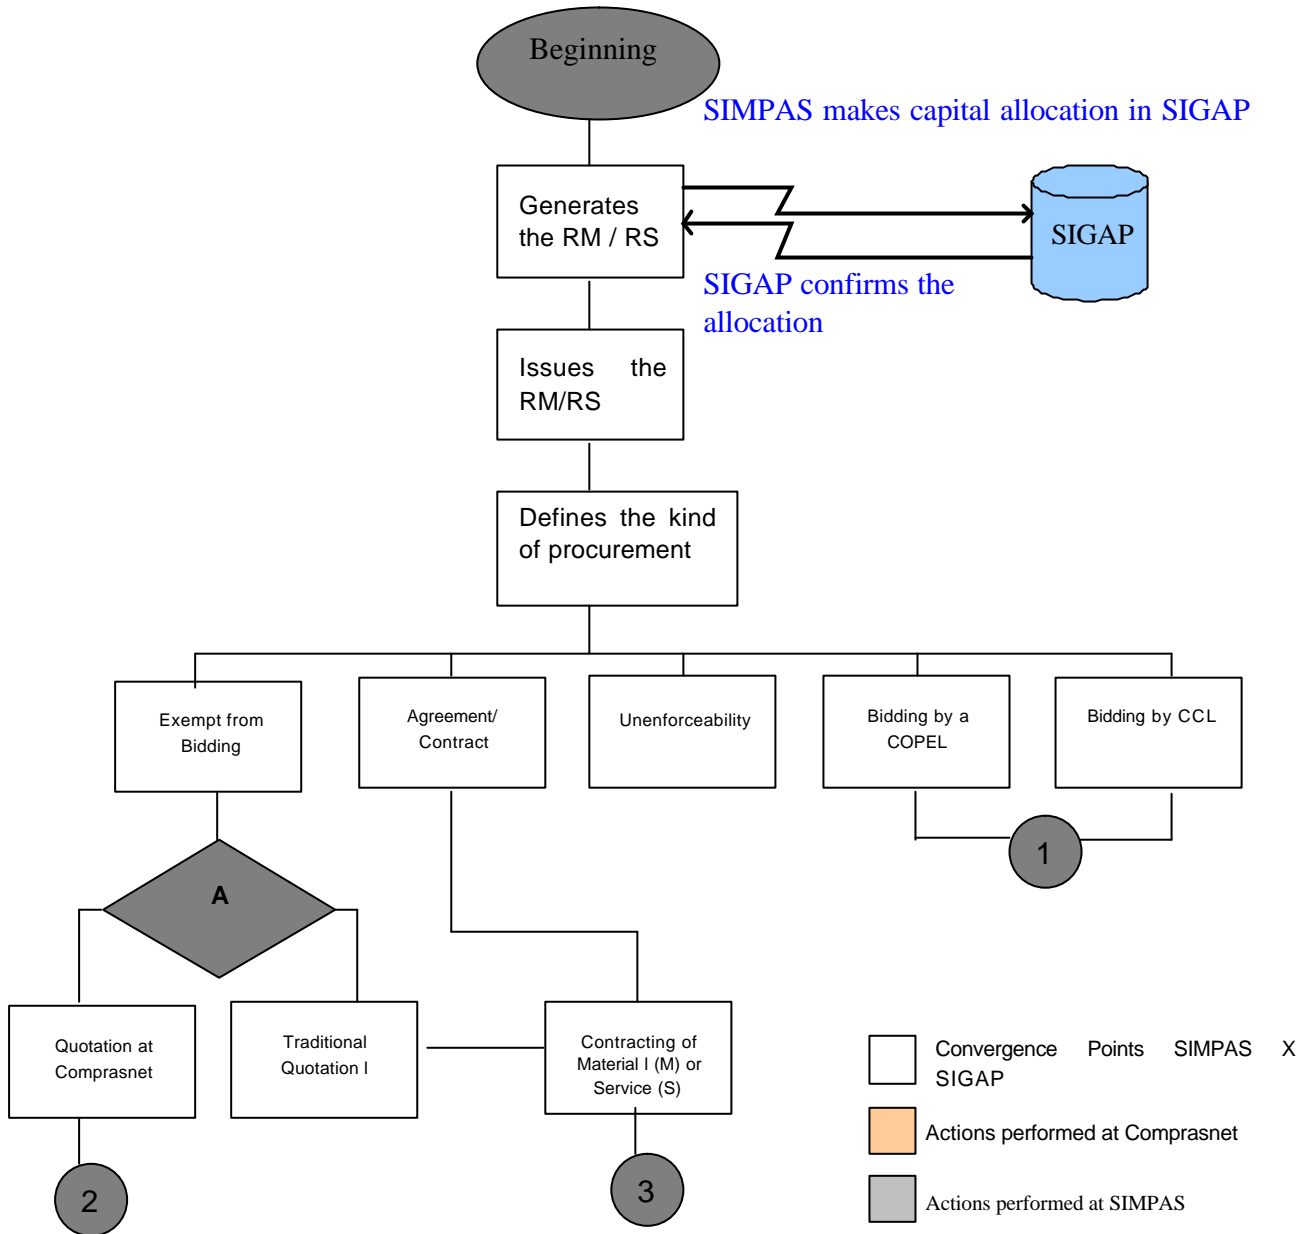 Beginning
SIMPAS makes capital allocation in SIGAP
Generates
the RM / RS
SIGAP
SIGAP confirms the
allocation
Issues the
RM/RS
Defines the kind
of procurement
Exempt from
Bidding
Agreement/
Contract
Unenforceability
Bidding by a
COPEL
Bidding by CCL
1
A
Quotation at
Comprasnet
Traditional
Quotation l
Contracting of
Material l (M) or
Service (S)
2
3
Convergence Points SIMPAS X
SIGAP
Actions performed at Comprasnet
Actions performed at SIMPAS